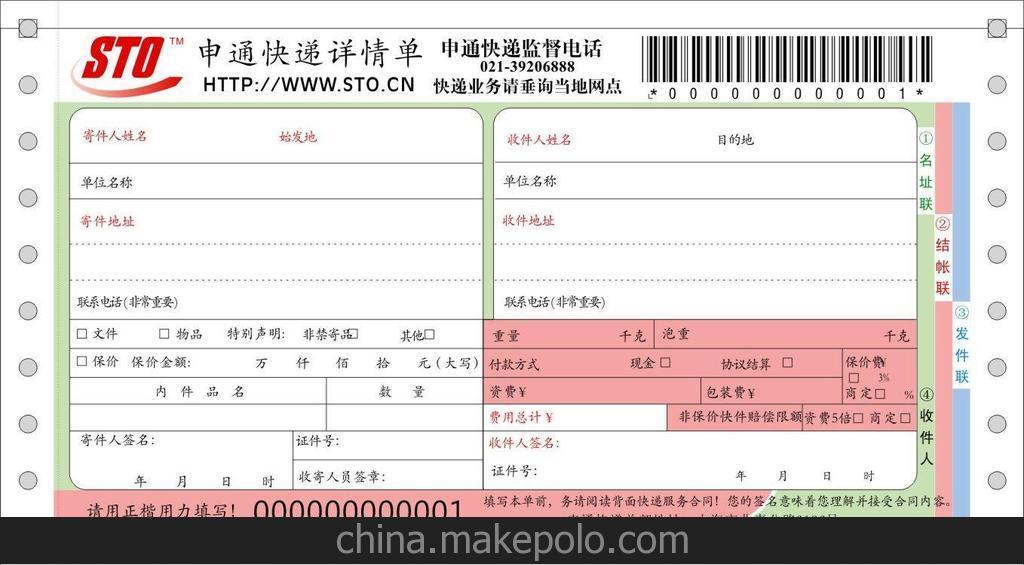 STO TM 申通快递详情单
HTTP://WWW.STO.CN
申通快递监督电话
021-39206888
快递业务请垂询当地网点
*0000000000001*
寄件人姓名 始发地
单位名称
寄件地址
联系电话(非常重要)
收件人姓名 目的地
单位名称
收件地址
联系电话(非常重要)
①名址联
②结帐联
③发件联
④收件人
□文件 □物品 特别声明: 非禁寄品□ 其他□
□保价 保价金额: 万 仟 佰 拾 元(大写)
内件品名 数量
重量 千克 泡重 千克
付款方式 现金□ 协议结算□ 保价费¥
□ 3%
资费¥ 包装费¥ 商定□ %
费用总计¥ 非保价快件赔偿限额 资费5倍□ 商定□
寄件人签名: 证件号:
年 月 日 时 收寄人员签章:
收件人签名:
证件号: 年 月 日 时
请用正楷用力填写! 000000000001
填写本单前,务请阅读背面快递服务合同!您的签名意味着您理解并接受合同内容。
china.makepolo.com